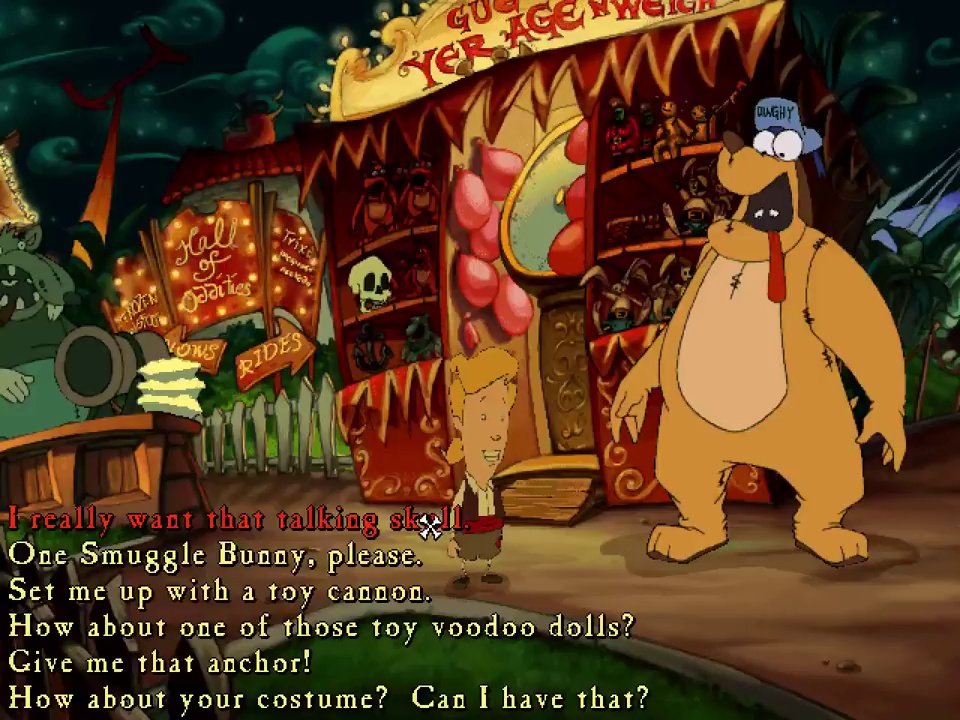 YER AGE N WEIGH
DINGHY
Hall
of
Oddities
RIDES
I really want that talking skull.
One Smuggle Bunny, please.
Set me up with a toy cannon.
How about one of those toy voodoo dolls?
Give me that anchor!
How about your costume?  Can I have that?